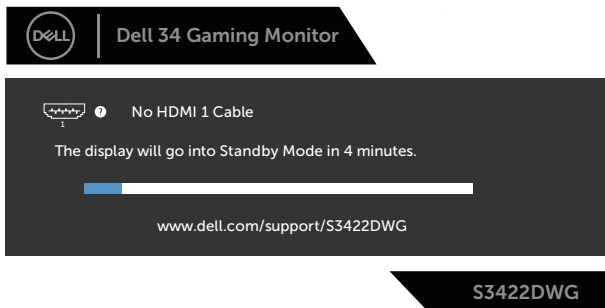 DELL
Dell 34 Gaming Monitor
? No HDMI 1 Cable
1
The display will go into Standby Mode in 4 minutes.
www.dell.com/support/S3422DWG
S3422DWG